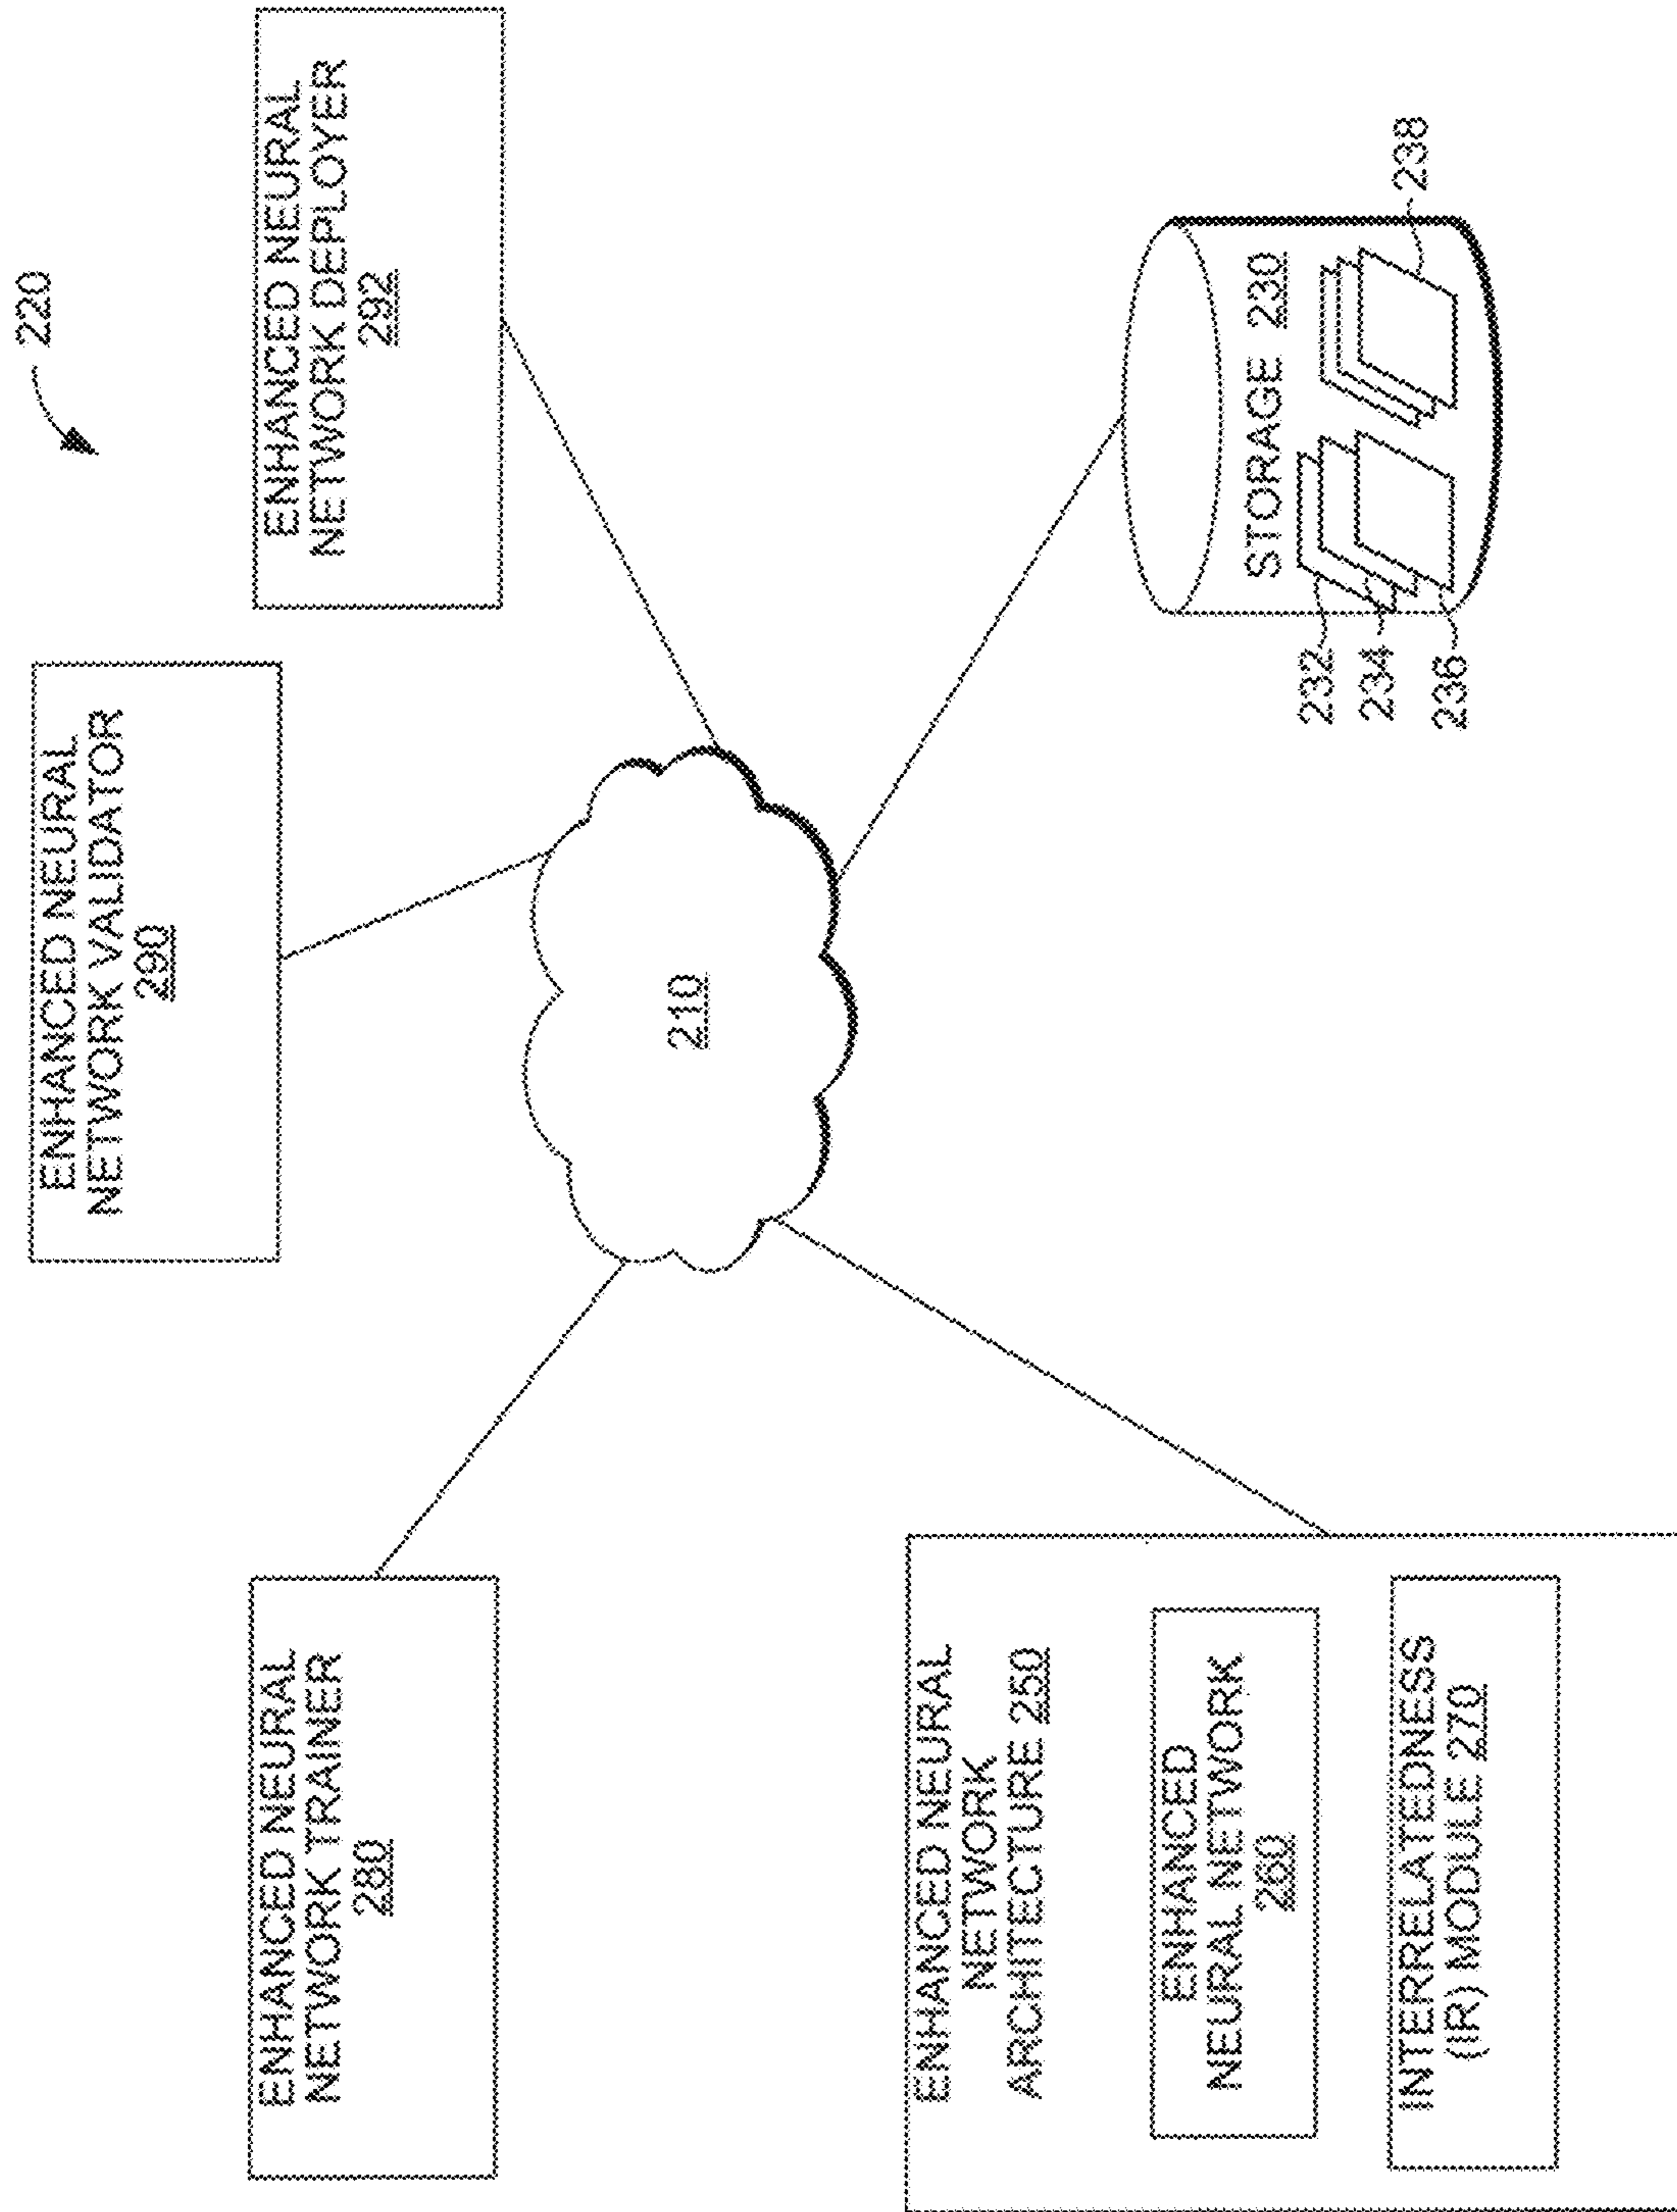 220
ENHANCED NEURAL
NETWORK VALIDATOR
290
ENHANCED NEURAL
NETWORK TRAINER
280
ENHANCED NEURAL
NETWORK DEPLOYER
292
210
ENHANCED NEURAL
NETWORK
ARCHITECTURE 250
ENHANCED
NEURAL NETWORK
260
INTERRELATEDNESS
(IR) MODULE 270
STORAGE 230
232
234
236
238